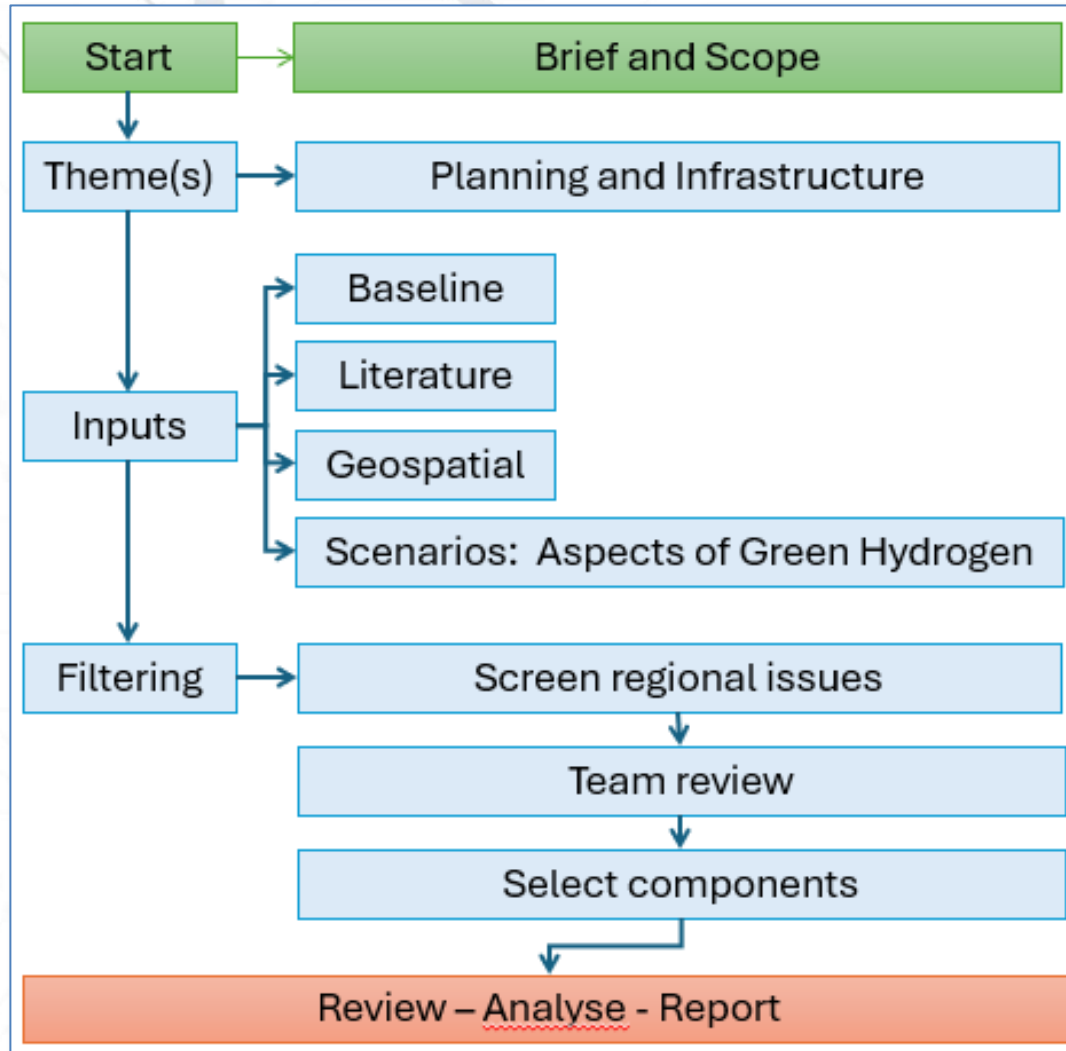 Start
Brief and Scope
Theme(s)
Planning and Infrastructure
Baseline
Literature
Inputs
Geospatial
Scenarios:  Aspects of Green Hydrogen
Filtering
Screen regional issues
Team review
Select components
Review – Analyse - Report